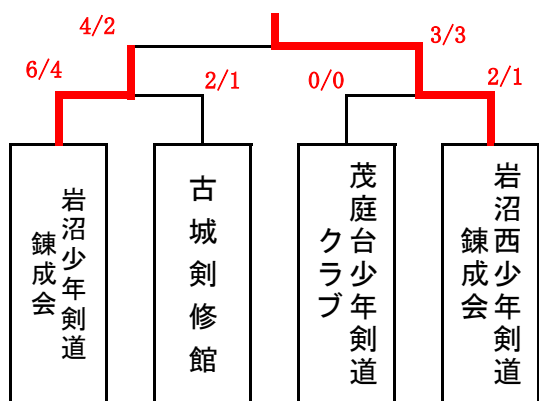 4/2
3/3
6/4
2/1
0/0
2/1
岩沼少年剣道
錬成会
古城剣修館
茂庭台少年剣道
クラブ
岩沼西少年剣道
錬成会